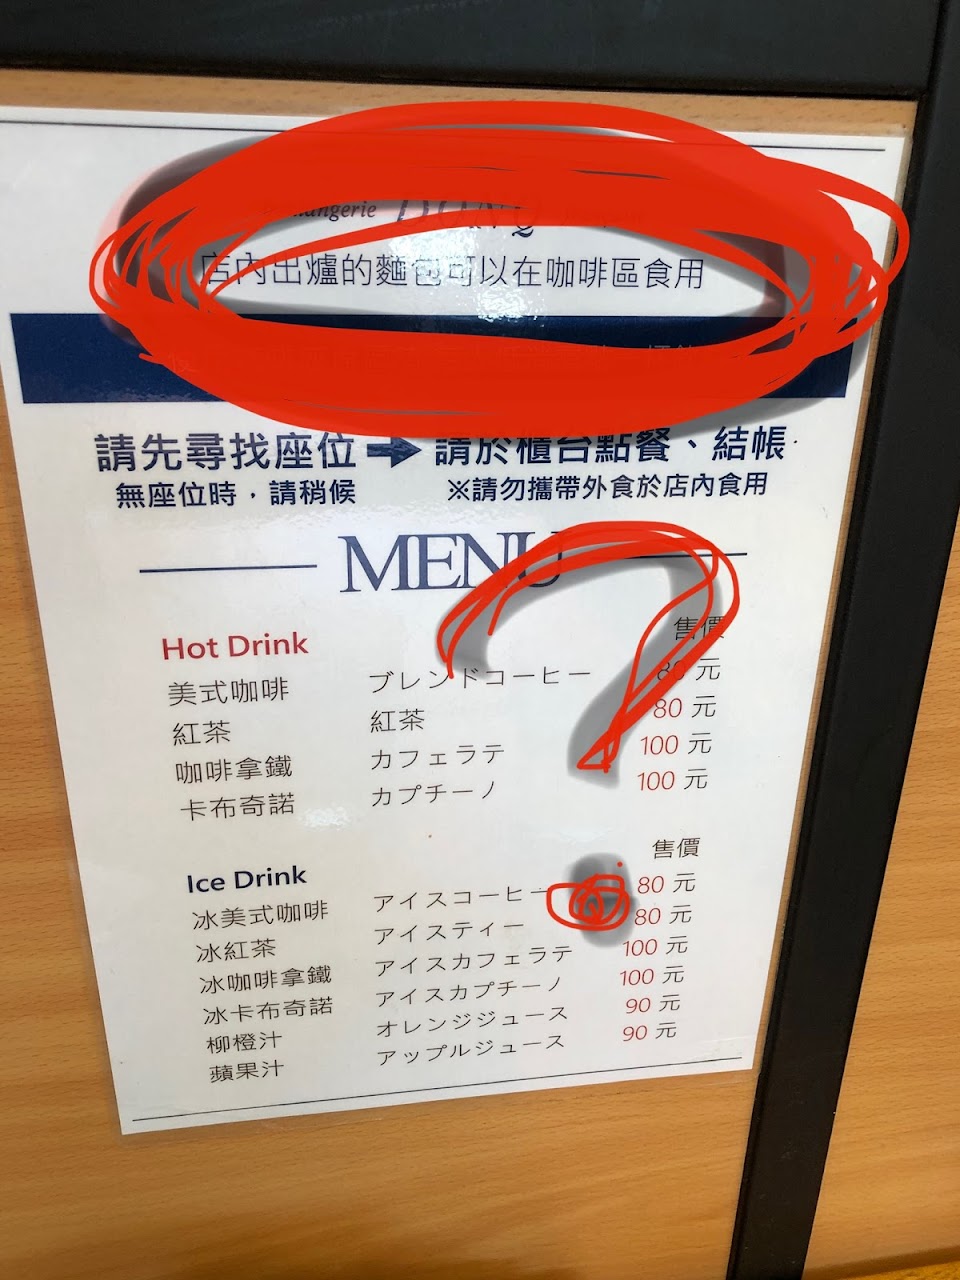 DONQ
店內出爐的麵包可以在咖啡區食用
請先尋找座位➡請於櫃台點餐、結帳
無座位時，請稍候 ※請勿攜帶外食於店內食用
MENU
Hot Drink 售價
美式咖啡 ブレンドコーヒー 80 元
紅茶 紅茶 80 元
咖啡拿鐵 カフェラテ 100 元
卡布奇諾 カプチーノ 100 元
Ice Drink 售價
冰美式咖啡 アイスコーヒー 80 元
冰紅茶 アイスティー 80 元
冰咖啡拿鐵 アイスカフェラテ 100 元
冰卡布奇諾 アイスカプチーノ 100 元
柳橙汁 オレンジジュース 90 元
蘋果汁 アップルジュース 90 元